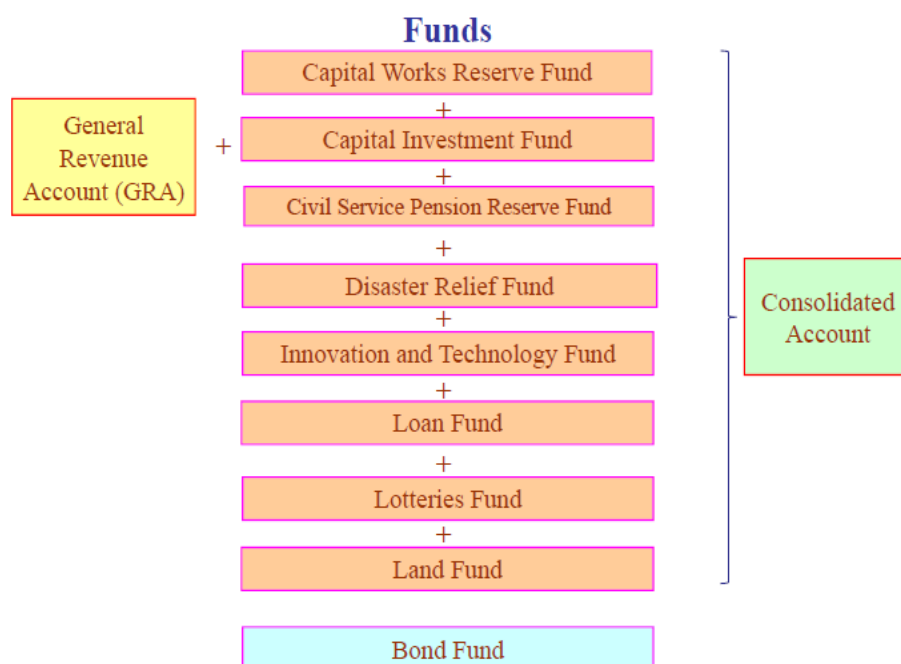 Funds
Capital Works Reserve Fund
+
General
Revenue
Account (GRA)
+
Capital Investment Fund
+
Civil Service Pension Reserve Fund
+
Disaster Relief Fund
+
Innovation and Technology Fund
+
Loan Fund
+
Lotteries Fund
+
Land Fund
Consolidated
Account
Bond Fund